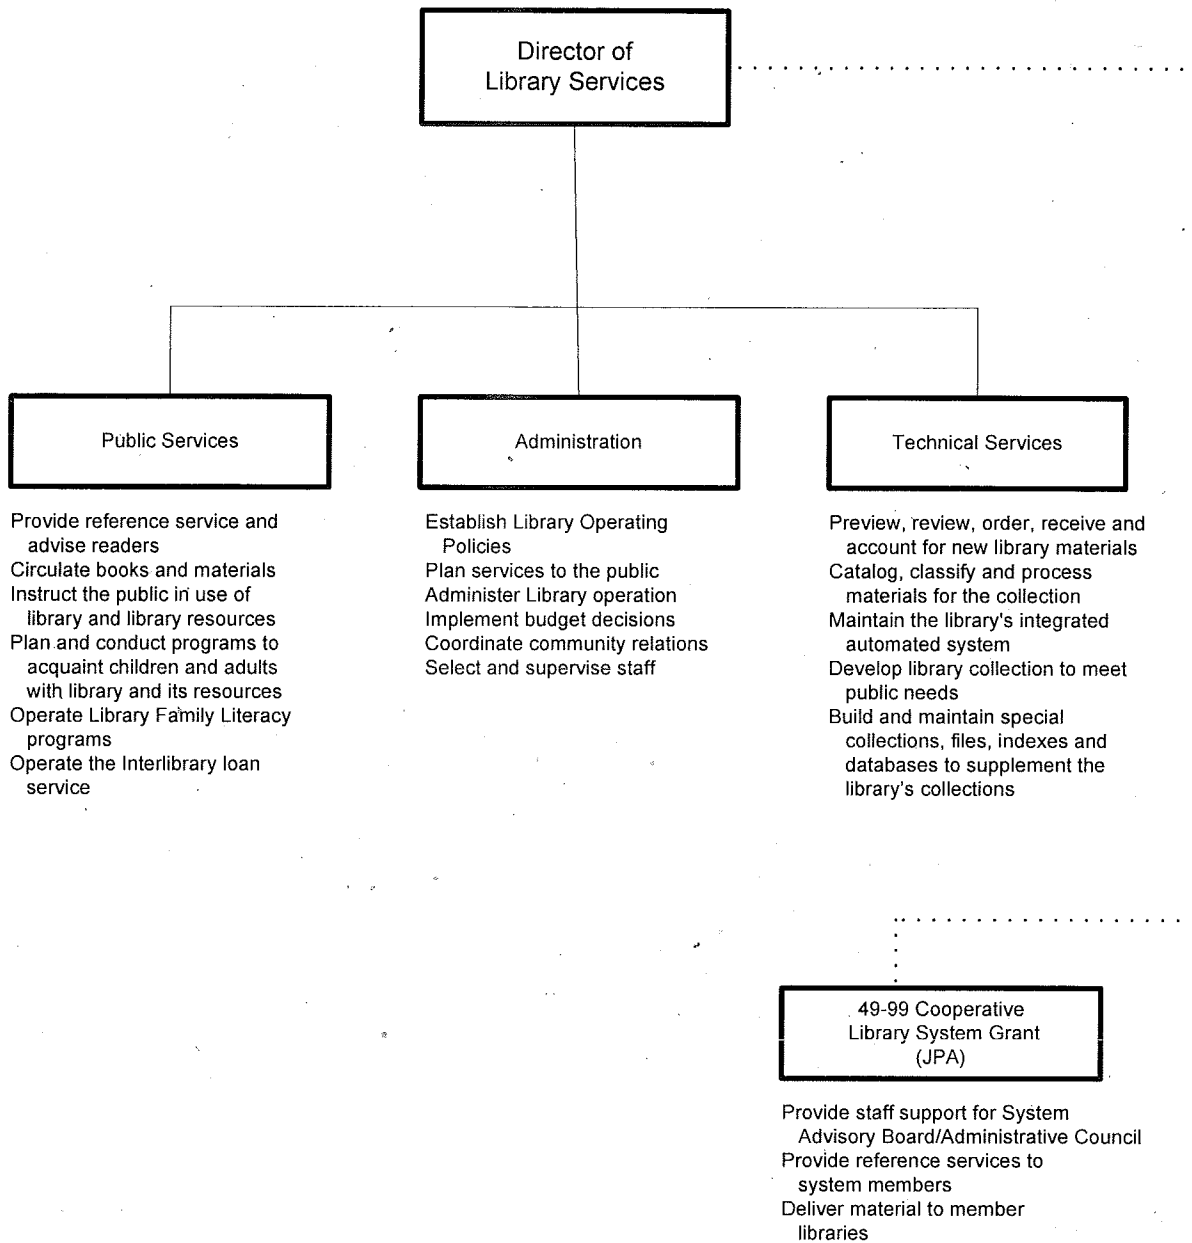 Director of
Library Services
Public Services
Provide reference service and
advise readers
Circulate books and materials
Instruct the public in use of
library and library resources
Plan and conduct programs to
acquaint children and adults
with library and its resources
Operate Library Family Literacy
programs
Operate the Interlibrary loan
service
Administration
Establish Library Operating
Policies
Plan services to the public
Administer Library operation
Implement budget decisions
Coordinate community relations
Select and supervise staff
Technical Services
Preview, review, order, receive and
account for new library materials
Catalog, classify and process
materials for the collection
Maintain the library's integrated
automated system
Develop library collection to meet
public needs
Build and maintain special
collections, files, indexes and
databases to supplement the
library's collections
49-99 Cooperative
Library System Grant
(JPA)
Provide staff support for System
Advisory Board/Administrative Council
Provide reference services to
system members
Deliver material to member
libraries